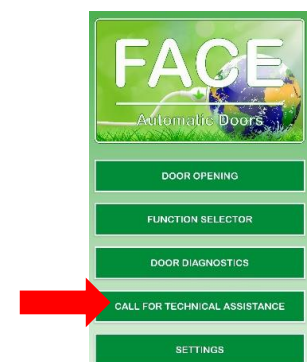 FACE
Automatic Doors
DOOR OPENING
FUNCTION SELECTOR
DOOR DIAGNOSTICS
CALL FOR TECHNICAL ASSISTANCE
SETTINGS